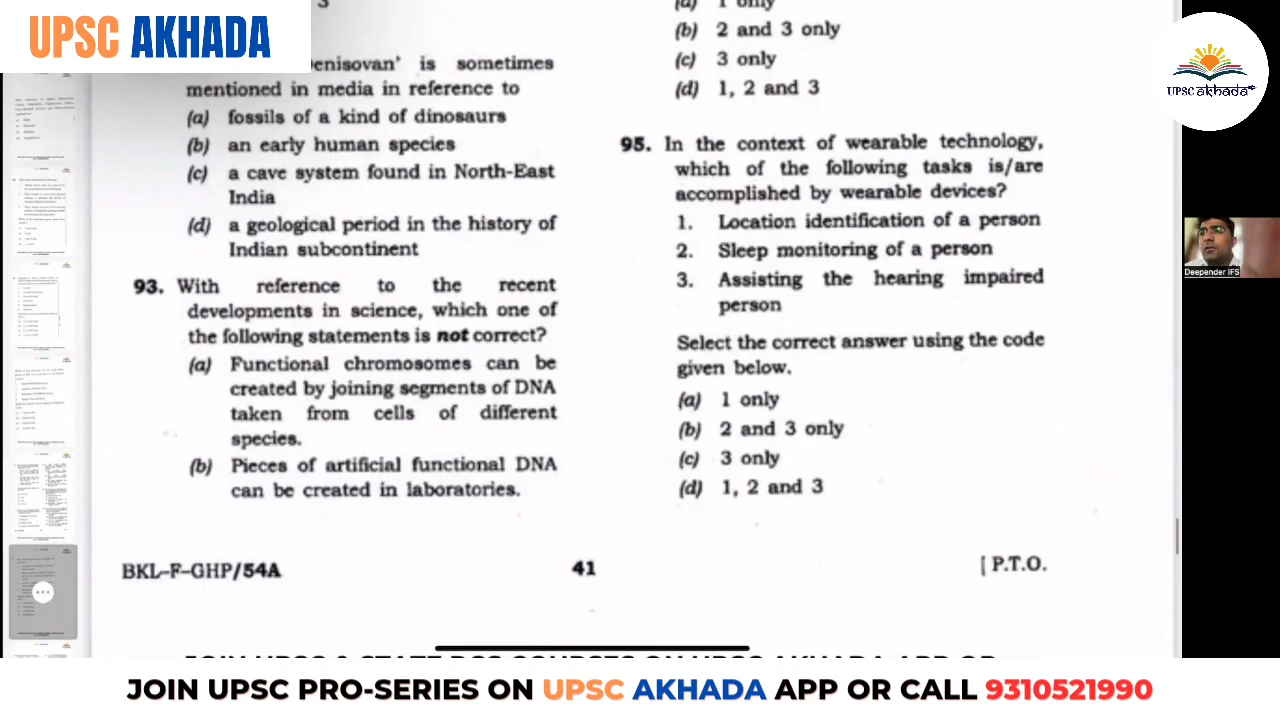 UPSC AKHADA
3
Denisovan' is sometimes
mentioned in media in reference to
(a) fossils of a kind of dinosaurs
(b) an early human species
(c) a cave system found in North-East
India
(d) a geological period in the history of
Indian subcontinent
93. With reference to the recent
developments in science, which one of
the following statements is not correct?
(a) Functional chromosomes can be
created by joining segments of DNA
taken from cells of different
species.
(b) Pieces of artificial functional DNA
can be created in laboratories.
(a) 1 only
(b) 2 and 3 only
(c) 3 only
(d) 1, 2 and 3
95. In the context of wearable technology,
which of the following tasks is/are
accomplished by wearable devices?
1. Location identification of a person
2. Sleep monitoring of a person
3. Assisting the hearing impaired
person
Select the correct answer using the code
given below.
(a) 1 only
(b) 2 and 3 only
(c) 3 only
(d) 1, 2 and 3
BKL-F-GHP/54A
41
[ P.T.O.
UPSC akhada
Deepender IFS
JOIN UPSC PRO-SERIES ON UPSC AKHADA APP OR CALL 9310521990